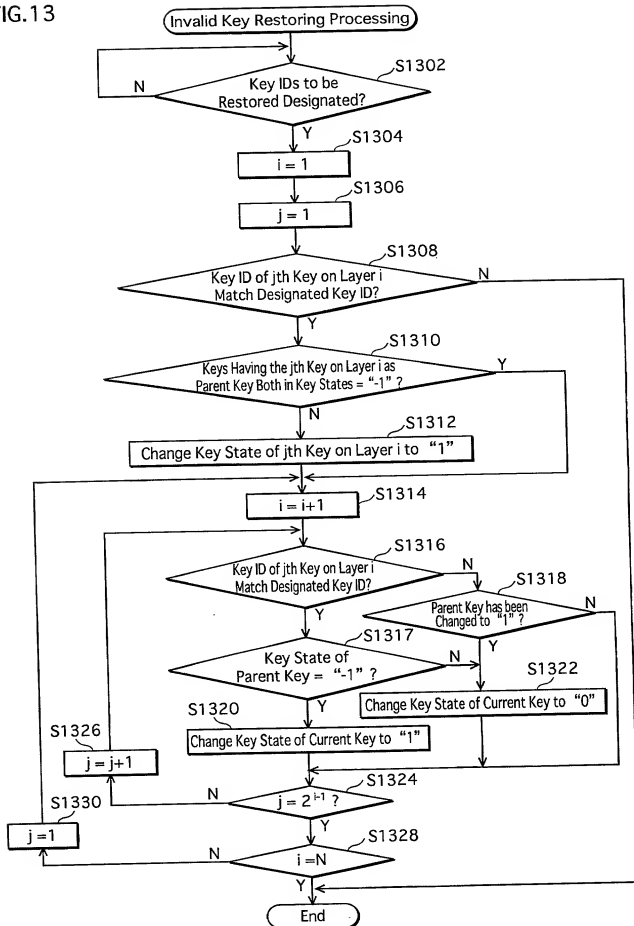 FIG.13
Invalid Key Restoring Processing
S1302
Key IDs to be
Restored Designated?
N
Y
S1304
i = 1
S1306
j = 1
S1308
Key ID of jth Key on Layer i
Match Designated Key ID?
N
Y
S1310
Keys Having the jth Key on Layer i as
Parent Key Both in Key States = "-1" ?
Y
N
S1312
Change Key State of jth Key on Layer i to "1"
S1314
i = i+1
S1316
Key ID of jth Key on Layer i
Match Designated Key ID?
N
Y
S1318
Parent Key has been
Changed to "1" ?
N
Y
S1317
Key State of
Parent Key = "-1" ?
N
Y
S1322
Change Key State of Current Key to "0"
S1320
Change Key State of Current Key to "1"
S1326
j = j+1
S1324
j = 2^{i-1} ?
N
Y
S1330
j =1
S1328
i =N
N
Y
End